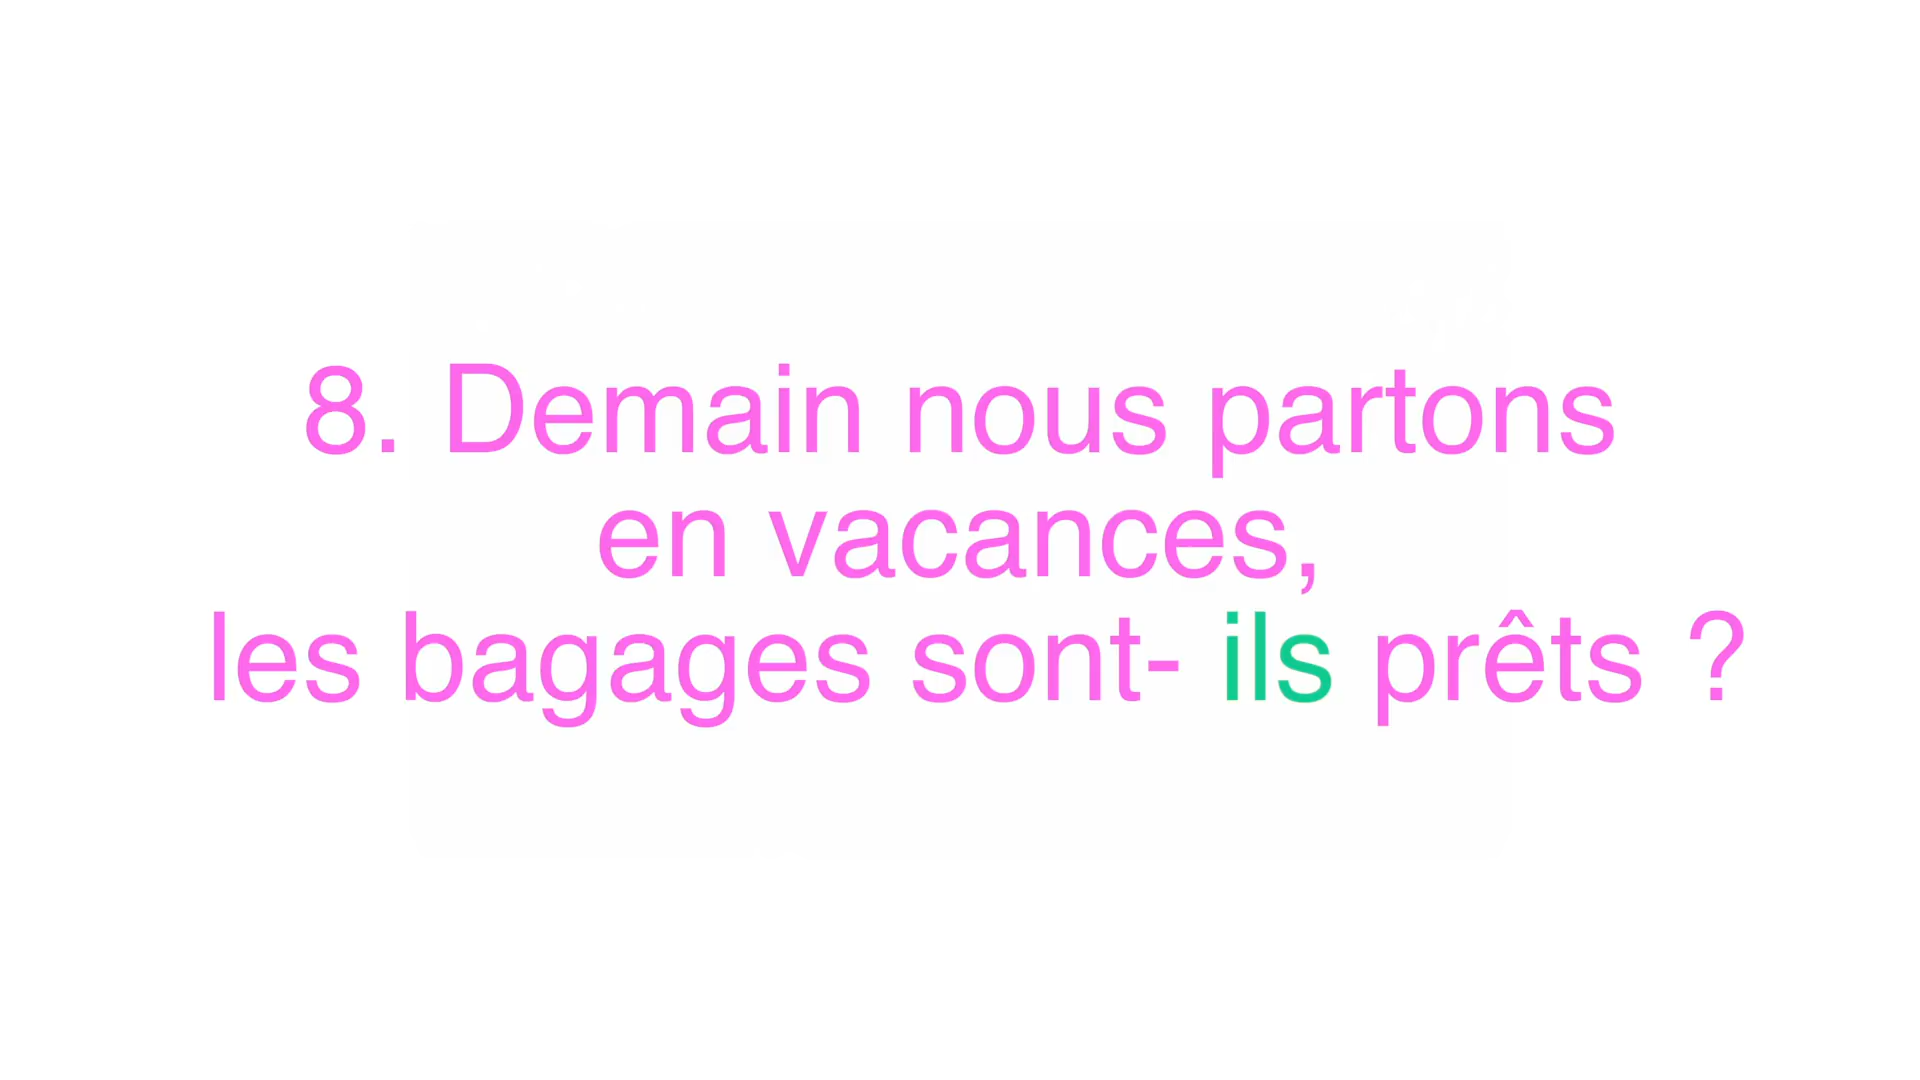 8. Demain nous partons
en vacances,
les bagages sont- ils prêts ?